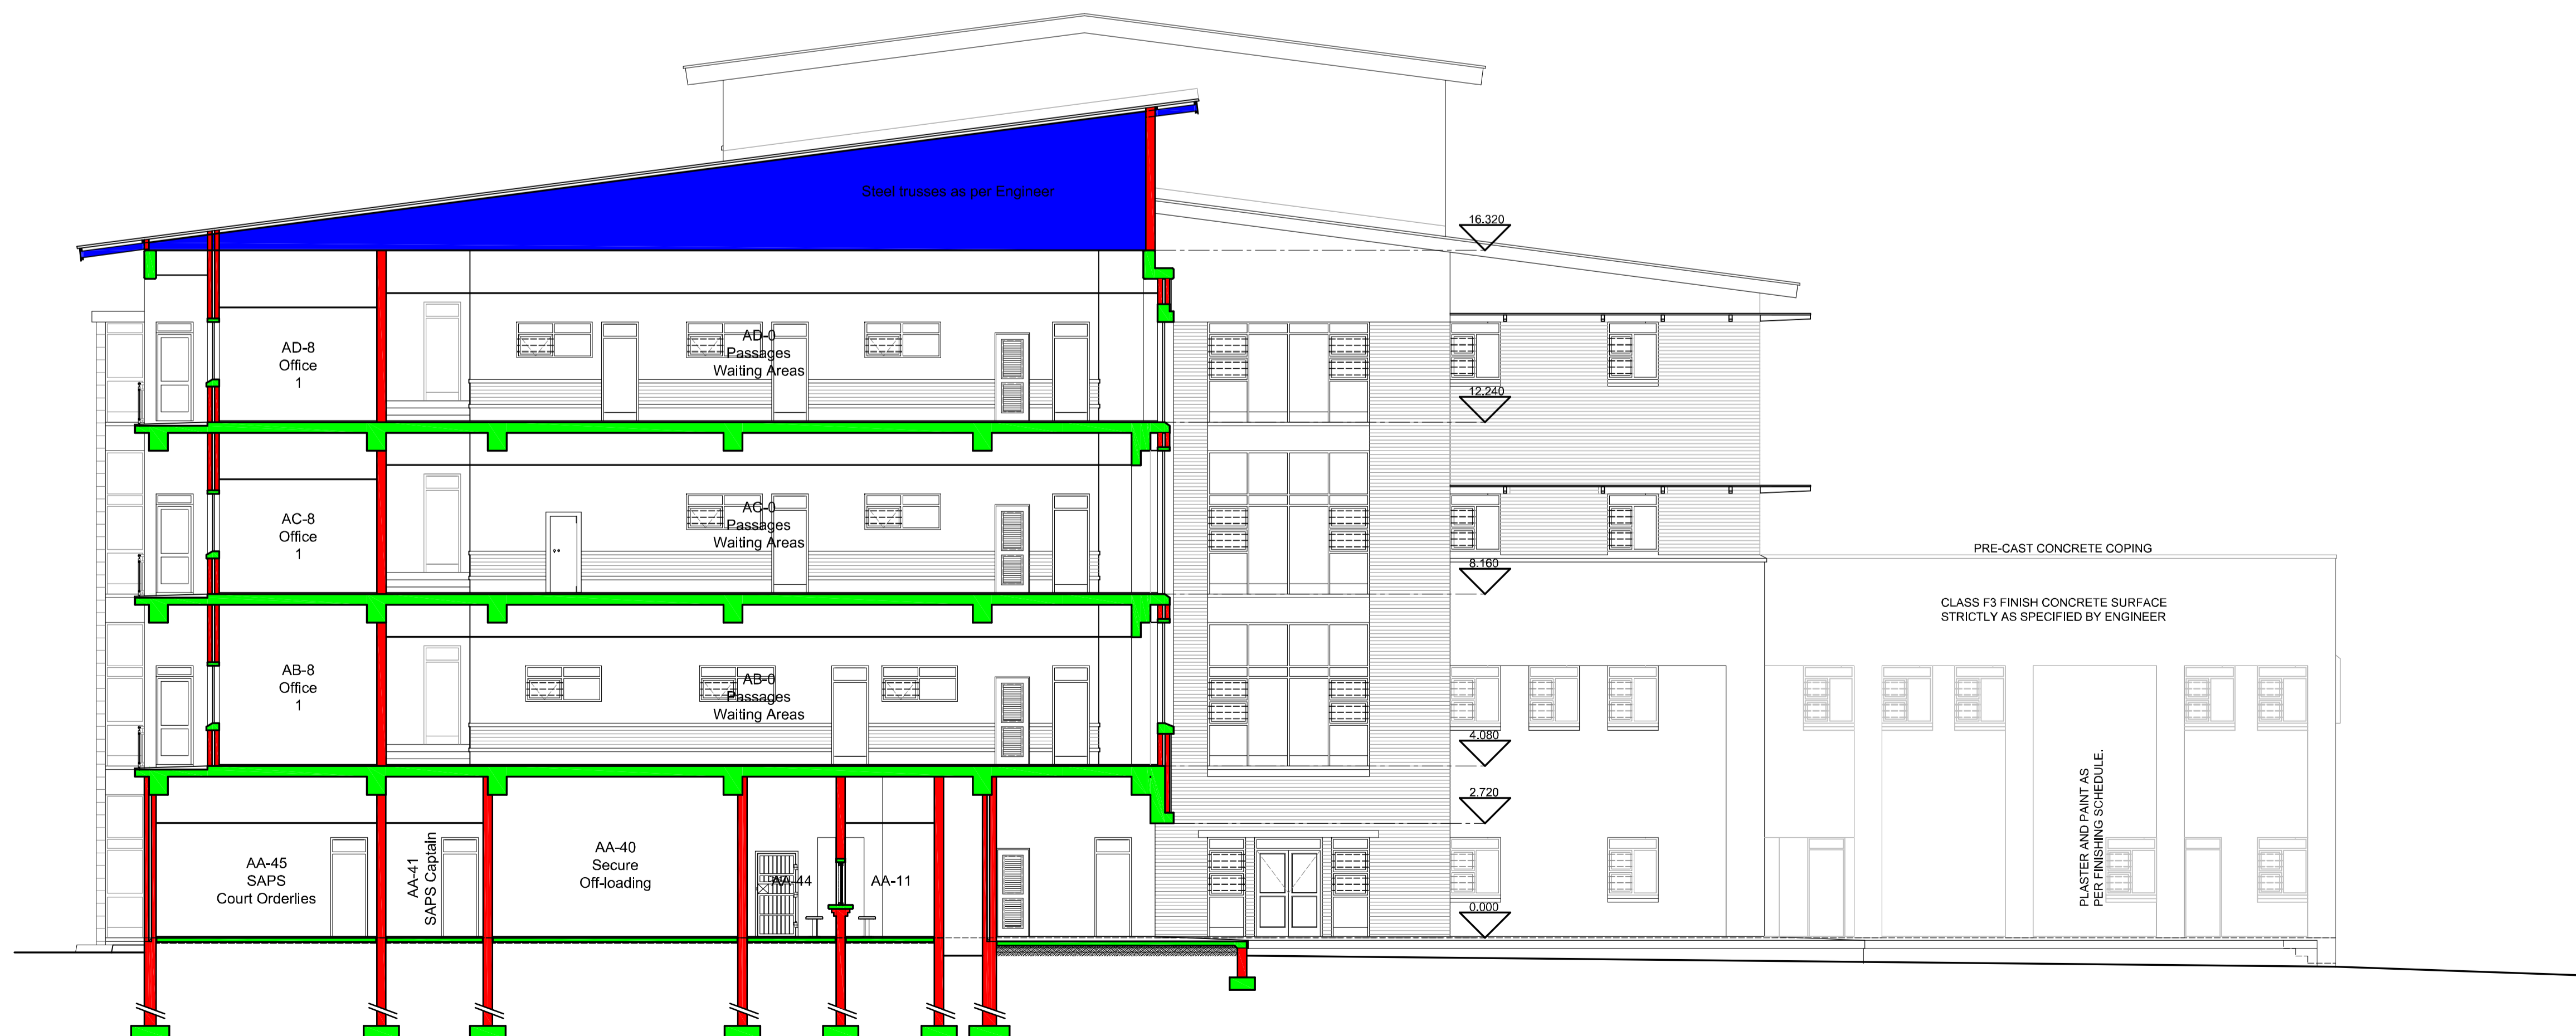 Steel trusses as per Engineer
16.320
AD-8
Office
1
AD-0
Passages
Waiting Areas
12.240
AC-8
Office
1
AC-0
Passages
Waiting Areas
PRE-CAST CONCRETE COPING
8.160
CLASS F3 FINISH CONCRETE SURFACE
STRICTLY AS SPECIFIED BY ENGINEER
AB-8
Office
1
AB-0
Passages
Waiting Areas
4.080
2.720
PLASTER AND PAINT AS
PER FINISHING SCHEDULE.
AA-45
SAPS
Court Orderlies
AA-41
SAPS Captain
AA-40
Secure
Off-loading
AA-44
AA-11
0.000